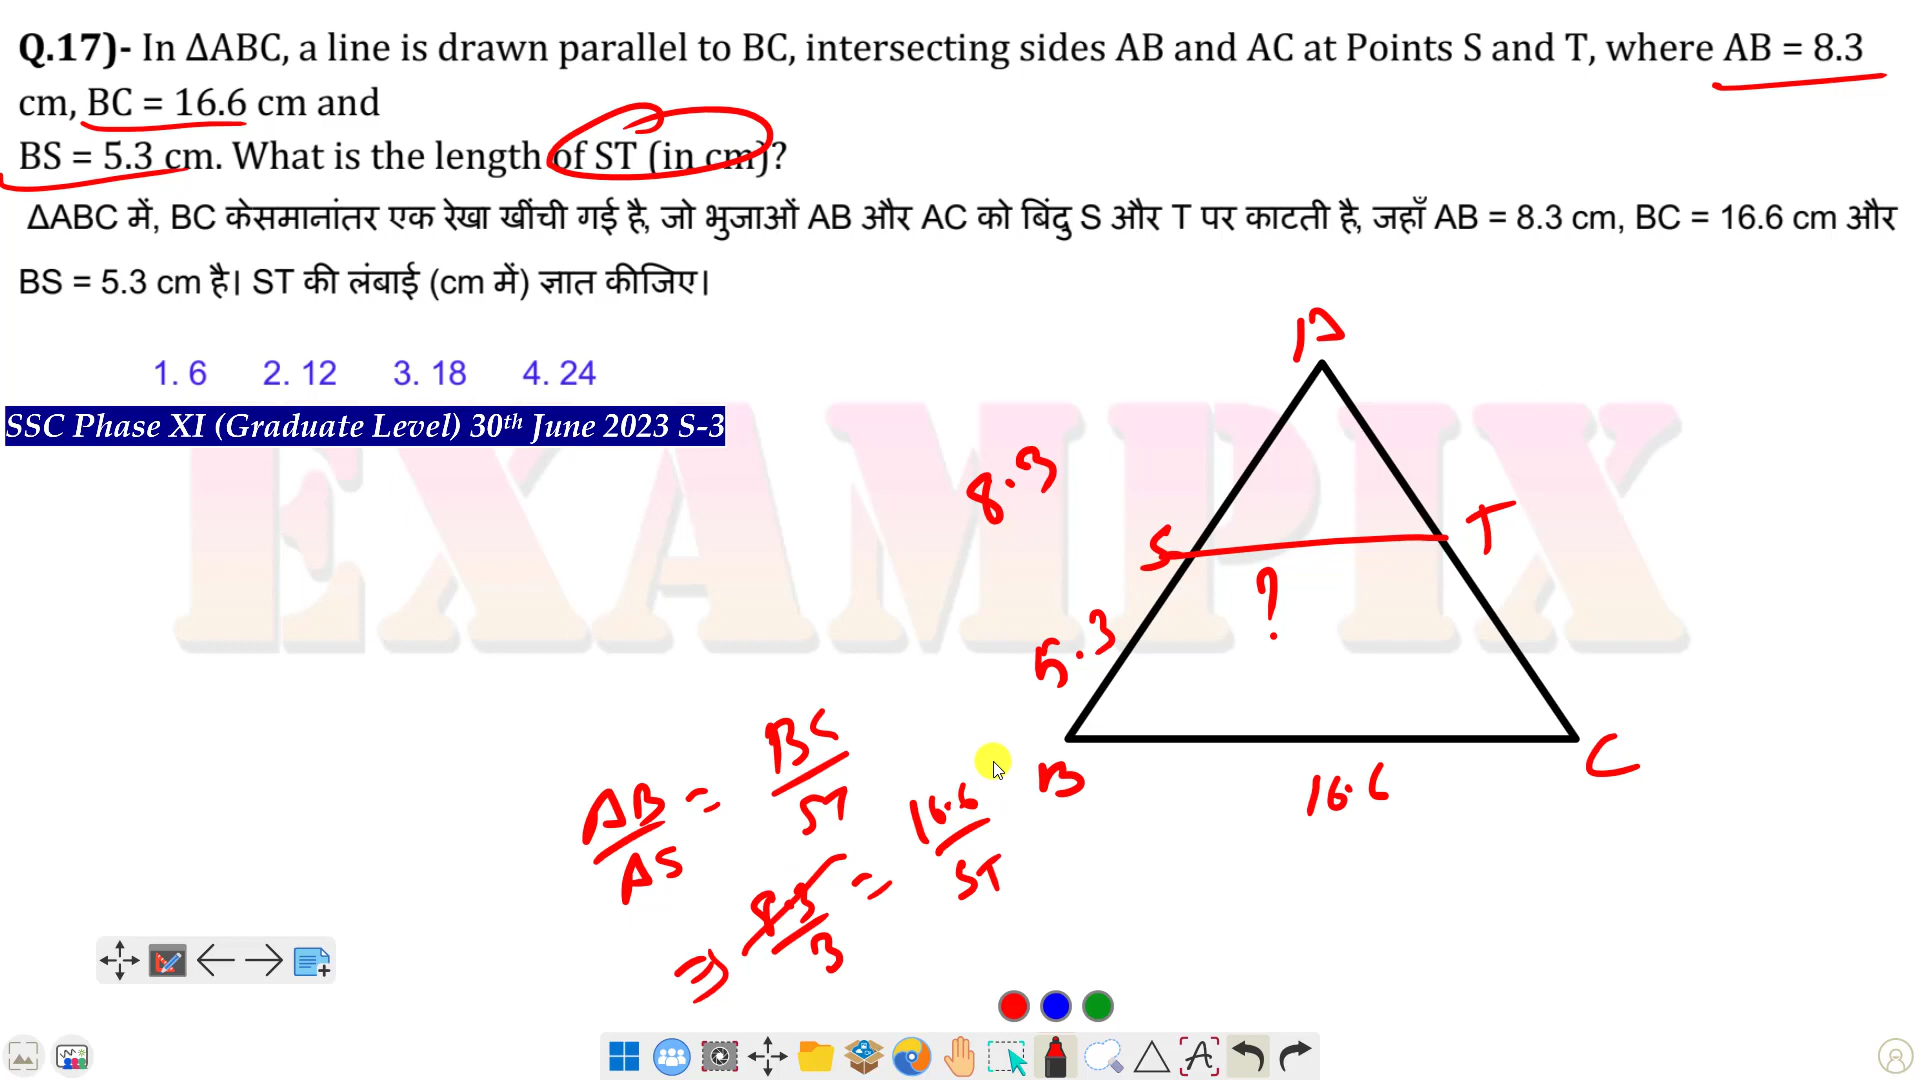 Q.17)- In ΔABC, a line is drawn parallel to BC, intersecting sides AB and AC at Points S and T, where AB = 8.3
cm, BC = 16.6 cm and
BS = 5.3 cm. What is the length of ST (in cm)?
ΔABC में, BC केसमानांतर एक रेखा खींची गई है, जो भुजाओं AB और AC को बिंदु S और T पर काटती है, जहाँ AB = 8.3 cm, BC = 16.6 cm और
BS = 5.3 cm है। ST की लंबाई (cm में) ज्ञात कीजिए।
1. 6 2. 12 3. 18 4. 24
SSC Phase XI (Graduate Level) 30th June 2023 S-3
EXAMPIX
A
8.3
S T
?
5.3
B C
16.6
AB/AS = BC/ST
⇒ 8.3/3 = 16.6/ST